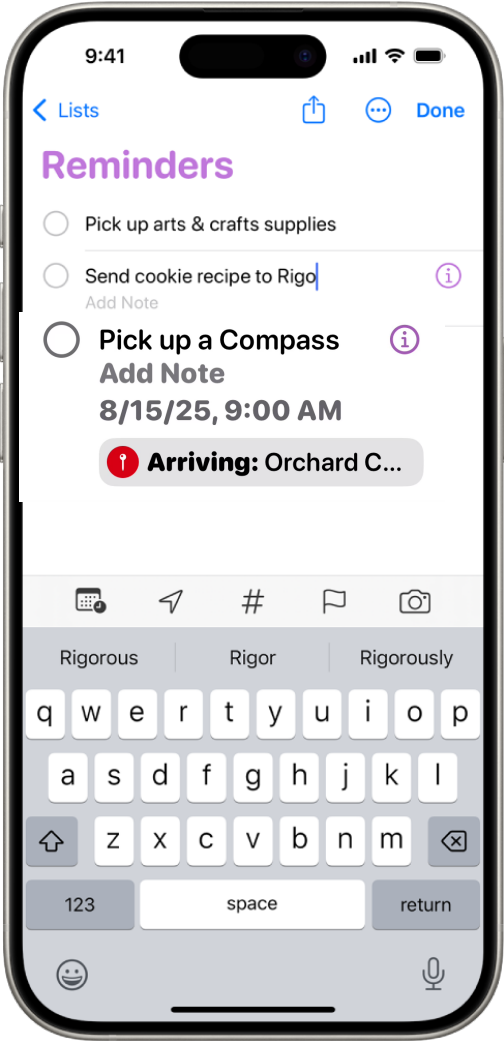 9:41
Lists
Done
Reminders
Pick up arts & crafts supplies
Send cookie recipe to Rigo
Add Note
Pick up a Compass
Add Note
8/15/25, 9:00 AM
Arriving: Orchard C...
Rigorous Rigor Rigorously
q w e r t y u i o p
a s d f g h j k l
z x c v b n m
123 space return